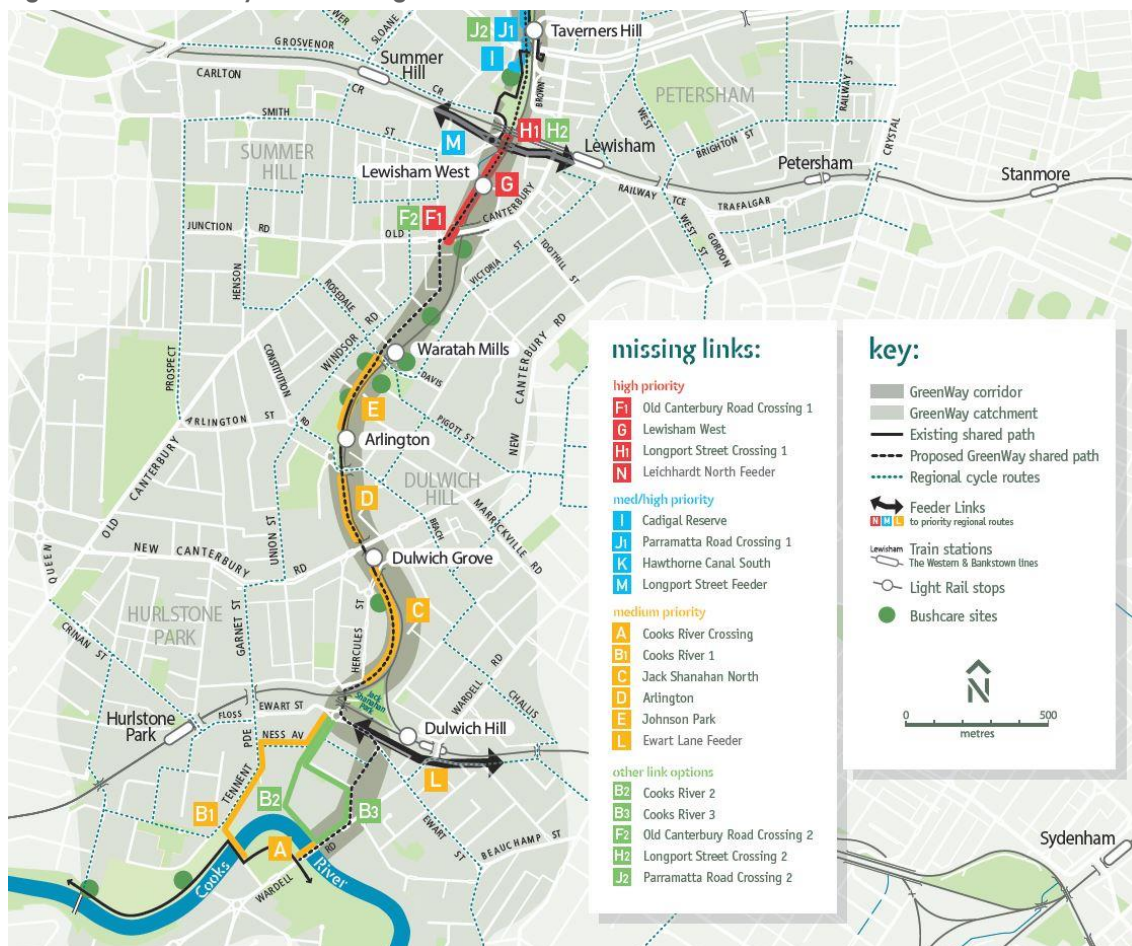 SLOANE
GROSVENOR
J2 J1
Taverners Hill
Summer
Hill
I
CARLTON
CR
CR
BROWN
PETERSHAM
RAILWAY ST
SMITH
ST
M
H1 H2
WEST
ST
BRIGHTON ST
CRYSTAL
SUMMER
HILL
Lewisham
Lewisham West
G
Petersham
Stanmore
RAILWAY TCE
TRAFALGAR
CANTERBURY
F2 F1
JUNCTION RD
OLD
WEST ST
GORDON
VICTORIA ST
TOOTHILL ST
HENSON
ROSEDALE
WINDSOR RD
Waratah Mills
DAVIS
PROSPECT
CONSTITUTION
RD
CANTERBURY
NEW
E
ARLINGTON ST
PIGOTT ST
Arlington
CANTERBURY
OLD
DULWICH
HILL
D
MARRICKVILLE RD
UNION ST
BEACH
NEW CANTERBURY RD
Dulwich Grove
QUEEN
HURLSTONE
PARK
GARNET ST
HERCULES ST
C
CRINAN ST
WARDELL RD
Jack
Shanahan
Park
CHALLIS
Hurlstone
Park
FLOSS
EWART ST
Dulwich Hill
PDE
NESS AV
L
TENNENT
B1
B2
B3
EWART ST
BEAUCHAMP ST
A
RD
WARDELL
Cooks
River
Sydenham
missing links:
high priority
F1 Old Canterbury Road Crossing 1
G Lewisham West
H1 Longport Street Crossing 1
N Leichhardt North Feeder
med/high priority
I Cadigal Reserve
J1 Parramatta Road Crossing 1
K Hawthorne Canal South
M Longport Street Feeder
medium priority
A Cooks River Crossing
B1 Cooks River 1
C Jack Shanahan North
D Arlington
E Johnson Park
L Ewart Lane Feeder
other link options
B2 Cooks River 2
B3 Cooks River 3
F2 Old Canterbury Road Crossing 2
H2 Longport Street Crossing 2
J2 Parramatta Road Crossing 2
key:
GreenWay corridor
GreenWay catchment
Existing shared path
Proposed GreenWay shared path
Regional cycle routes
Feeder Links
N M L to priority regional routes
Lewisham Train stations
The Western & Bankstown lines
Light Rail stops
Bushcare sites
N
0 500
metres